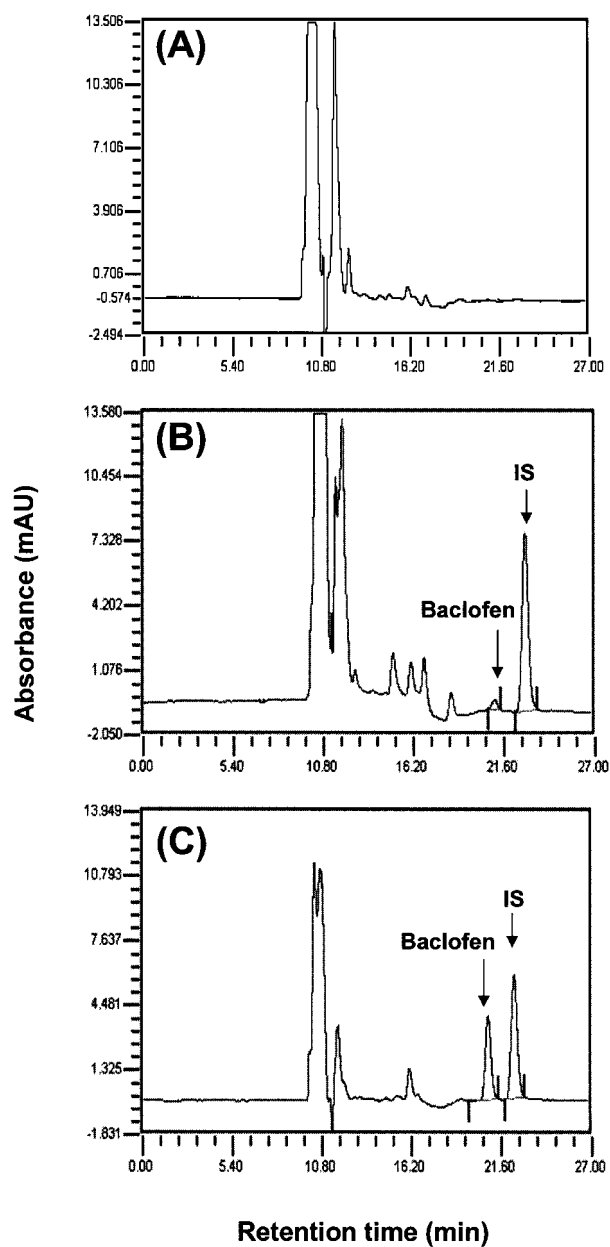 13.506
(A)
10.306
7.106
3.906
0.706
-0.574
-2.494
0.00 5.40 10.80 16.20 21.60 27.00
13.580
(B)
10.454
IS
7.328
4.202
Baclofen
1.076
-2.050
0.00 5.40 10.80 16.20 21.60 27.00
Absorbance (mAU)
13.949
(C)
10.793
IS
7.637
Baclofen
4.481
1.325
-1.831
0.00 5.40 10.80 16.20 21.60 27.00
Retention time (min)